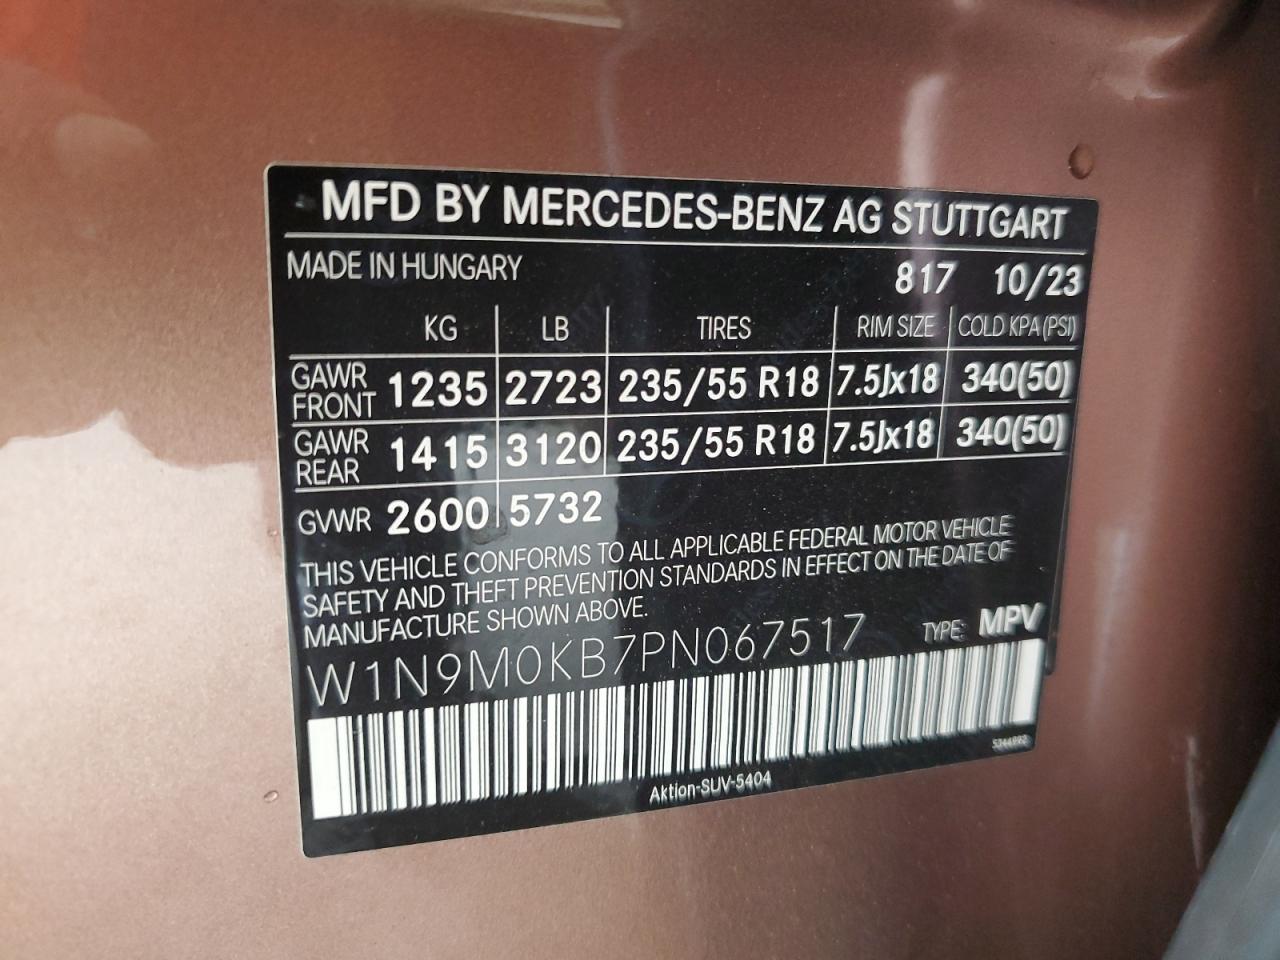 MFD BY MERCEDES-BENZ AG STUTTGART
MADE IN HUNGARY 817 10/23
KG LB TIRES RIM SIZE COLD KPA (PSI)
GAWR FRONT 1235 2723 235/55 R18 7.5Jx18 340(50)
GAWR REAR 1415 3120 235/55 R18 7.5Jx18 340(50)
GVWR 2600 5732
THIS VEHICLE CONFORMS TO ALL APPLICABLE FEDERAL MOTOR VEHICLE
SAFETY AND THEFT PREVENTION STANDARDS IN EFFECT ON THE DATE OF
MANUFACTURE SHOWN ABOVE.
W1N9M0KB7PN067517 TYPE: MPV
Aktion-SUV-5404